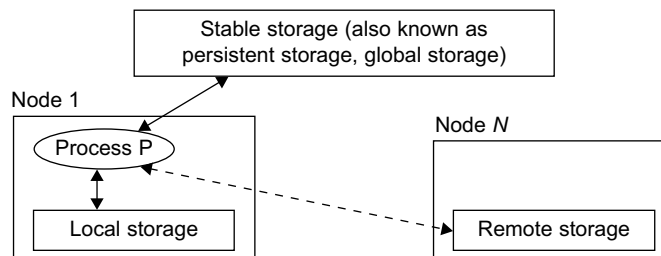 Stable storage (also known as
persistent storage, global storage)
Node 1
Node N
Process P
Local storage
Remote storage